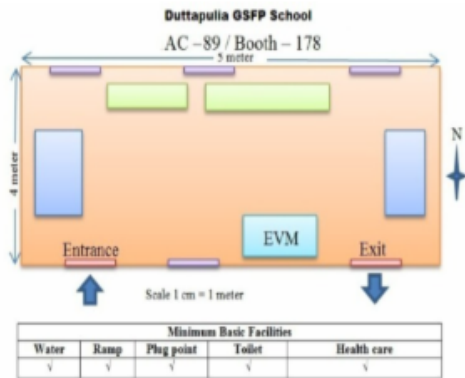 Duttapulia GSFP School
AC – 89 / Booth – 178
5 meter
4 meter
N
EVM
Entrance
Exit
Scale 1 cm = 1 meter
Minimum Basic Facilities
Water Ramp Plug point Toilet Health care
√ √ √ √ √